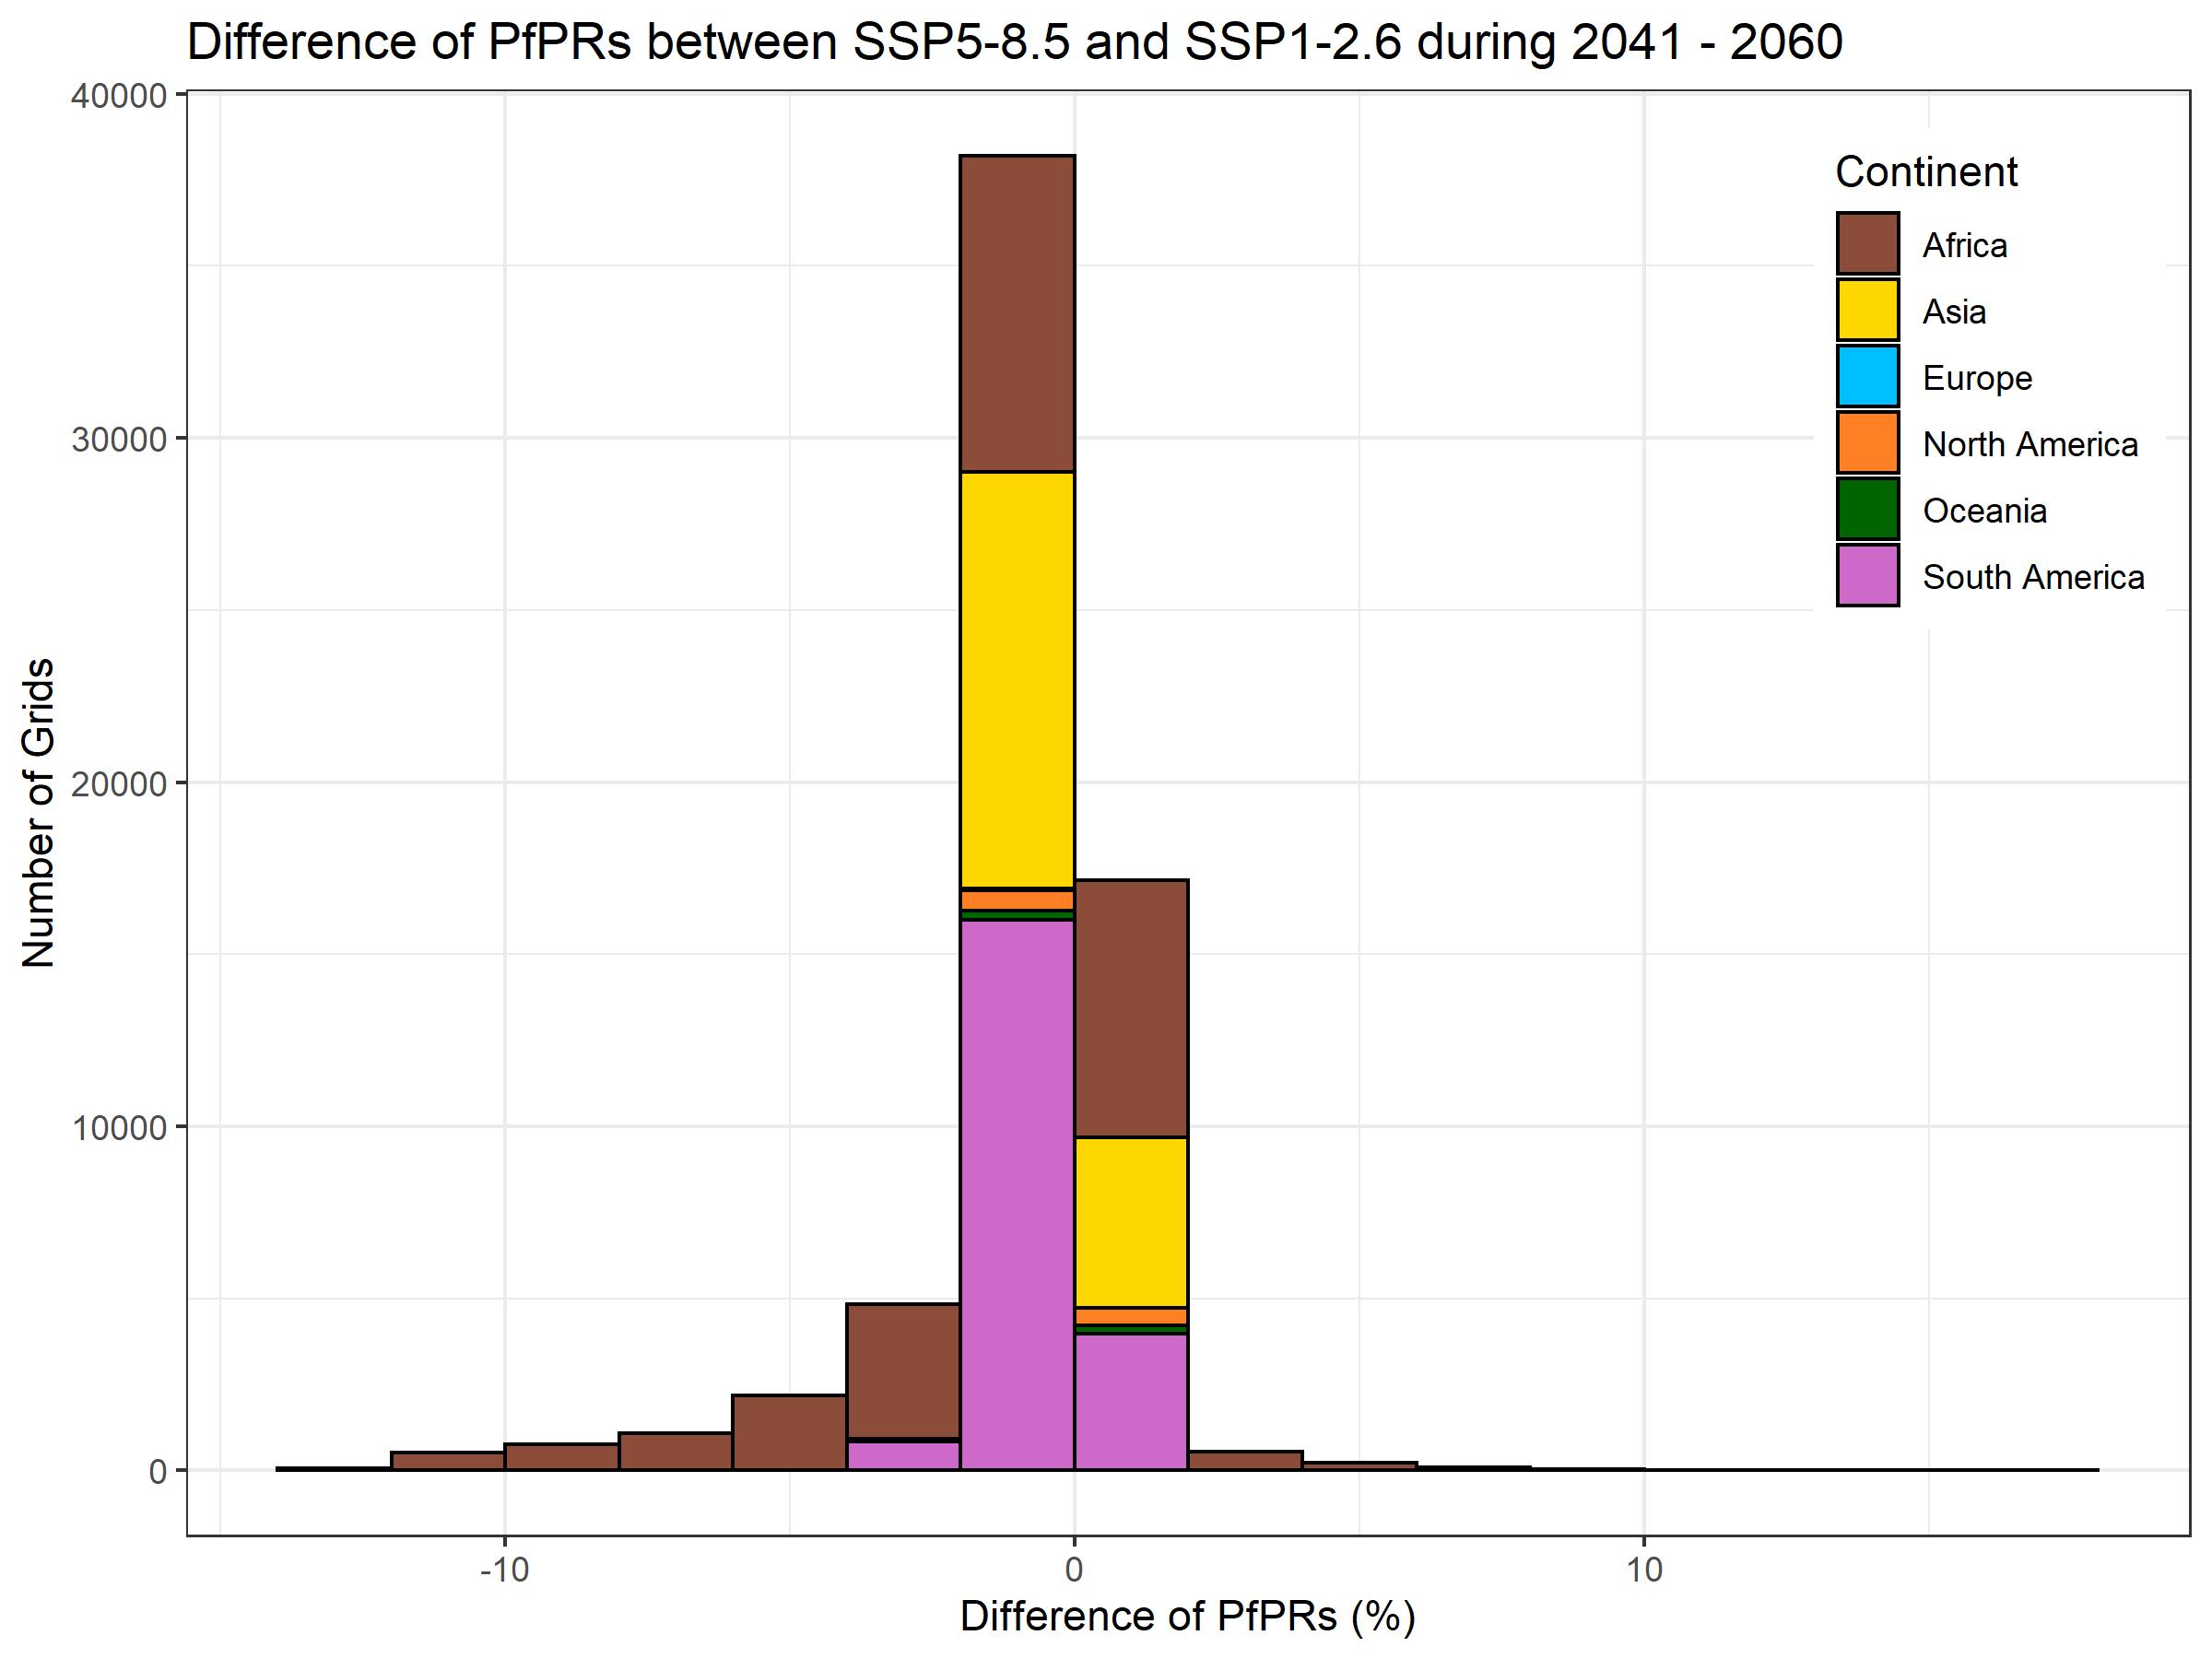 Difference of PfPRs between SSP5-8.5 and SSP1-2.6 during 2041 - 2060
40000
30000
20000
10000
0
Number of Grids
Continent
Africa
Asia
Europe
North America
Oceania
South America
-10 0 10
Difference of PfPRs (%)